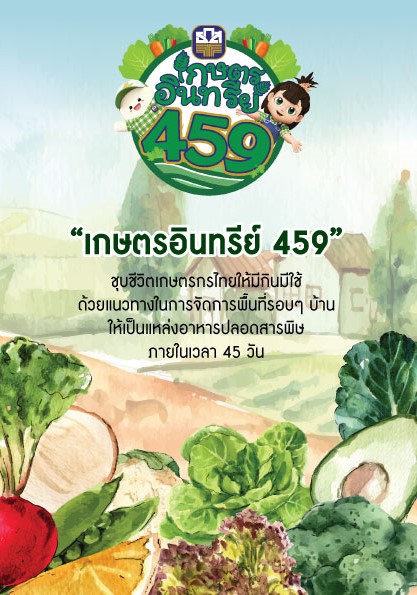 เกษตร
อินทรีย์
459
“เกษตรอินทรีย์ 459”
ชุบชีวิตเกษตรกรไทยให้มีกินมีใช้
ด้วยแนวทางในการจัดการพื้นที่รอบๆ บ้าน
ให้เป็นแหล่งอาหารปลอดสารพิษ
ภายในเวลา 45 วัน